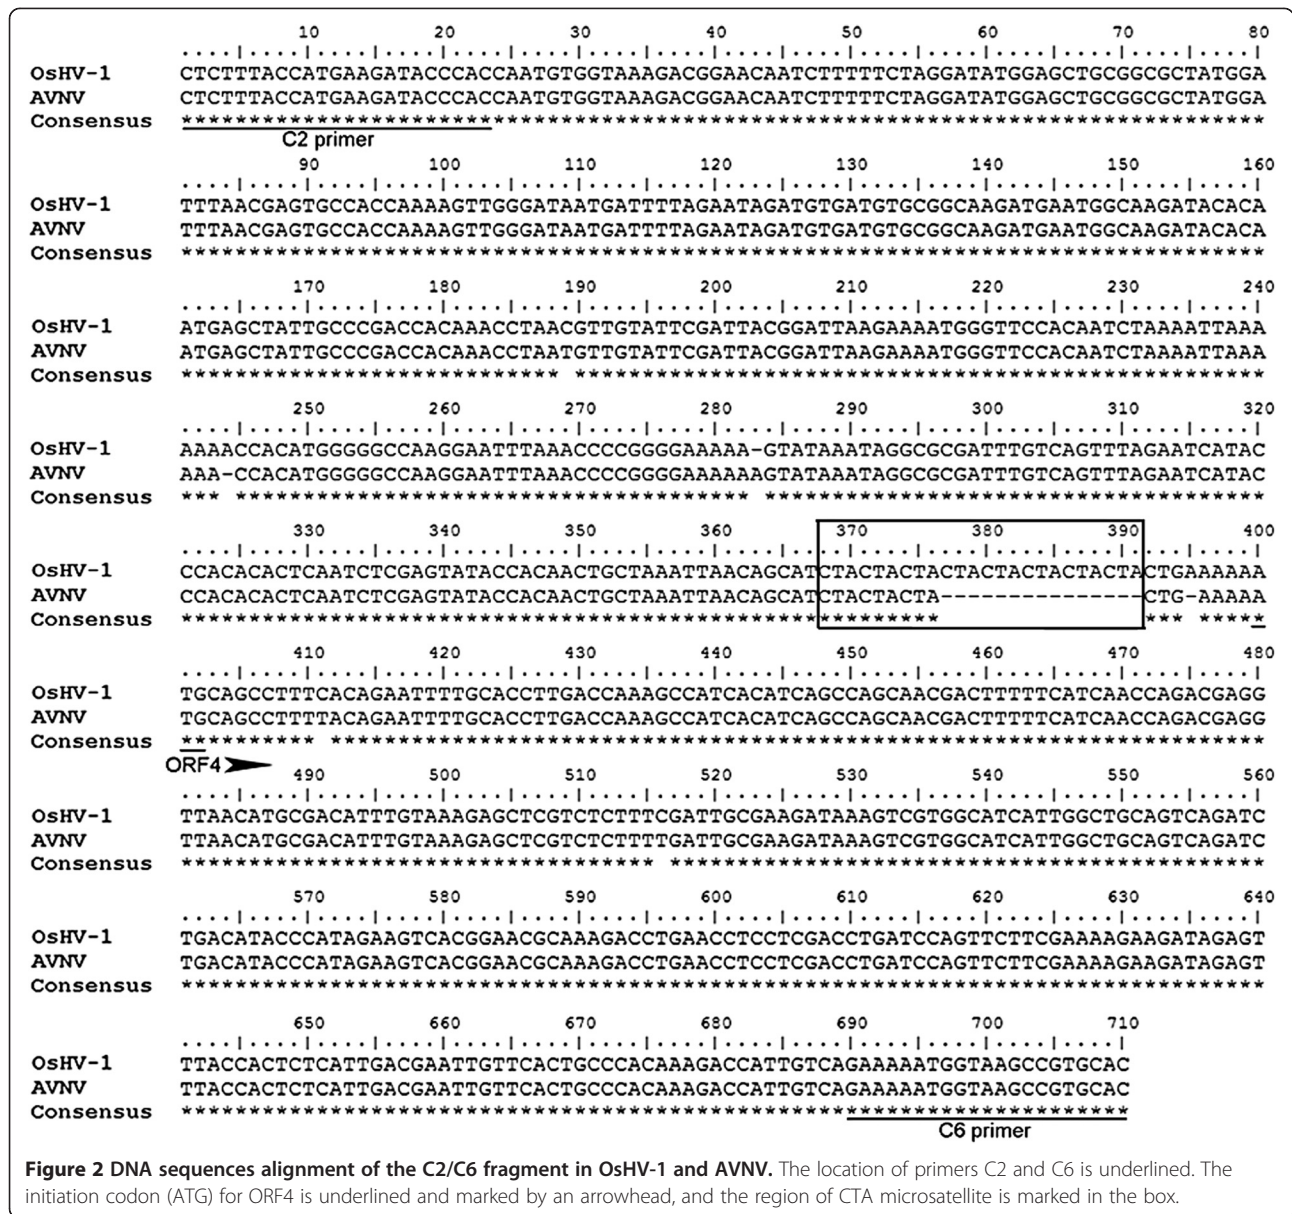 10 20 30 40 50 60 70 80
....|....|....|....|....|....|....|....|....|....|....|....|....|....|....|....|
OsHV-1 CTCTTTACCATGAAGATACCCACCAATGTGGTAAAGACGGAACAATCTTTTTCTAGGATATGGAGCTGCGGCGCTATGGA
AVNV CTCTTTACCATGAAGATACCCACCAATGTGGTAAAGACGGAACAATCTTTTTCTAGGATATGGAGCTGCGGCGCTATGGA
Consensus ********************************************************************************
C2 primer
90 100 110 120 130 140 150 160
....|....|....|....|....|....|....|....|....|....|....|....|....|....|....|....|
OsHV-1 TTTAACGAGTGCCACCAAAAGTTGGGATAATGATTTTAGAATAGATGTGATGTGCGGCAAGATGAATGGCAAGATACACA
AVNV TTTAACGAGTGCCACCAAAAGTTGGGATAATGATTTTAGAATAGATGTGATGTGCGGCAAGATGAATGGCAAGATACACA
Consensus ********************************************************************************
170 180 190 200 210 220 230 240
....|....|....|....|....|....|....|....|....|....|....|....|....|....|....|....|
OsHV-1 ATGAGCTATTGCCCGACCACAAACCTAACGTTGTATTCGATTACGGATTAAGAAAATGGGTTCCACAATCTAAAATTAAA
AVNV ATGAGCTATTGCCCGACCACAAACCTAATGTTGTATTCGATTACGGATTAAGAAAATGGGTTCCACAATCTAAAATTAAA
Consensus **************************** ***************************************************
250 260 270 280 290 300 310 320
....|....|....|....|....|....|....|....|....|....|....|....|....|....|....|....|
OsHV-1 AAAACCACATGGGGGCCAAGGAATTTAAACCCCGGGGAAAAA-GTATAAATAGGCGCGATTTGTCAGTTTAGAATCATAC
AVNV AAA-CCACATGGGGGCCAAGGAATTTAAACCCCGGGGAAAAAAGTATAAATAGGCGCGATTTGTCAGTTTAGAATCATAC
Consensus *** ************************************** *************************************
330 340 350 360 370 380 390 400
....|....|....|....|....|....|....|....|....|....|....|....|....|....|....|....|
OsHV-1 CCACACACTCAATCTCGAGTATACCACAACTGCTAAATTAACAGCATCTACTACTACTACTACTACTACTACTGAAAAAA
AVNV CCACACACTCAATCTCGAGTATACCACAACTGCTAAATTAACAGCATCTACTACTA---------------CTG-AAAAA
Consensus ********************************************************               *** *****
410 420 430 440 450 460 470 480
....|....|....|....|....|....|....|....|....|....|....|....|....|....|....|....|
OsHV-1 TGCAGCCTTTCACAGAATTTTGCACCTTGACCAAAGCCATCACATCAGCCAGCAACGACTTTTTCATCAACCAGACGAGG
AVNV TGCAGCCTTTTACAGAATTTTGCACCTTGACCAAAGCCATCACATCAGCCAGCAACGACTTTTTCATCAACCAGACGAGG
Consensus ********** *********************************************************************
ORF4
490 500 510 520 530 540 550 560
....|....|....|....|....|....|....|....|....|....|....|....|....|....|....|....|
OsHV-1 TTAACATGCGACATTTGTAAAGAGCTCGTCTCTTTCGATTGCGAAGATAAAGTCGTGGCATCATTGGCTGCAGTCAGATC
AVNV TTAACATGCGACATTTGTAAAGAGCTCGTCTCTTTTGATTGCGAAGATAAAGTCGTGGCATCATTGGCTGCAGTCAGATC
Consensus *********************************** ********************************************
570 580 590 600 610 620 630 640
....|....|....|....|....|....|....|....|....|....|....|....|....|....|....|....|
OsHV-1 TGACATACCCATAGAAGTCACGGAACGCAAAGACCTGAACCTCCTCGACCTGATCCAGTTCTTCGAAAAGAAGATAGAGT
AVNV TGACATACCCATAGAAGTCACGGAACGCAAAGACCTGAACCTCCTCGACCTGATCCAGTTCTTCGAAAAGAAGATAGAGT
Consensus ********************************************************************************
650 660 670 680 690 700 710
....|....|....|....|....|....|....|....|....|....|....|....|....|....|
OsHV-1 TTACCACTCTCATTGACGAATTGTTCACTGCCCACAAAGACCATTGTCAGAAAAATGGTAAGCCGTGCAC
AVNV TTACCACTCTCATTGACGAATTGTTCACTGCCCACAAAGACCATTGTCAGAAAAATGGTAAGCCGTGCAC
Consensus **********************************************************************
C6 primer
Figure 2 DNA sequences alignment of the C2/C6 fragment in OsHV-1 and AVNV. The location of primers C2 and C6 is underlined. The
initiation codon (ATG) for ORF4 is underlined and marked by an arrowhead, and the region of CTA microsatellite is marked in the box.